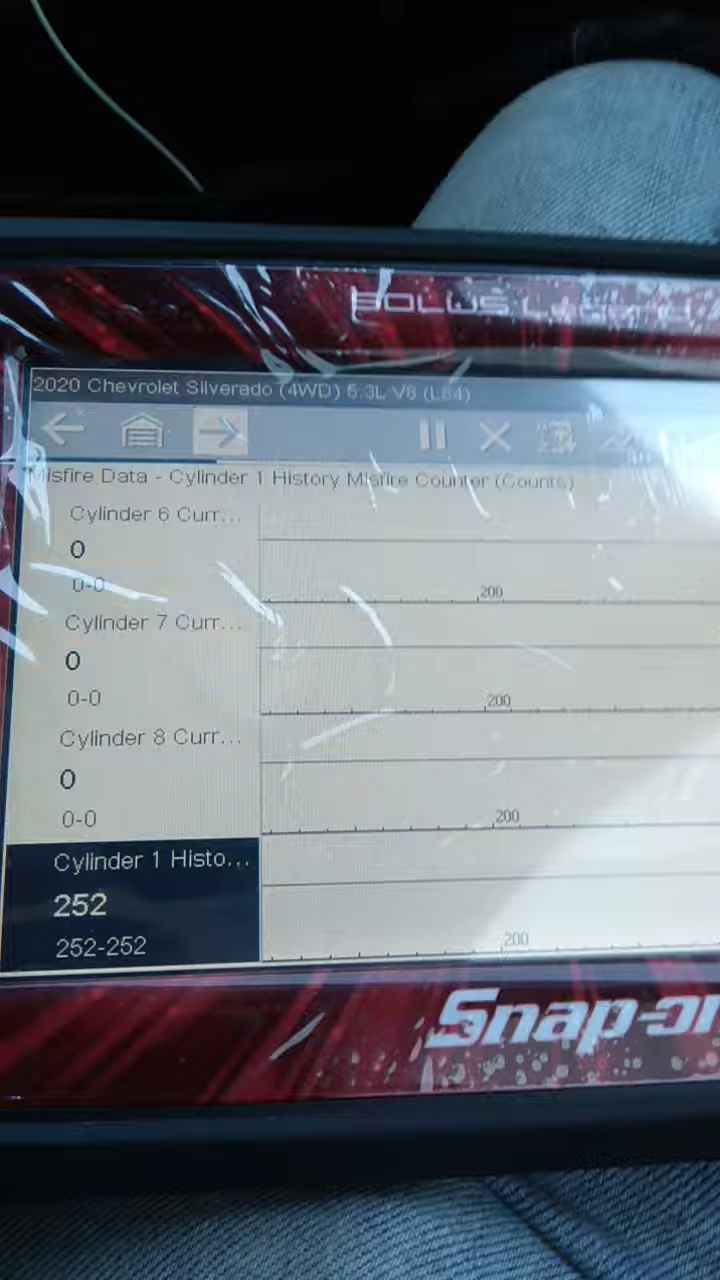 SOLUS Legend
2020 Chevrolet Silverado (4WD) 5.3L V8 (L84)
Misfire Data - Cylinder 1 History Misfire Counter (Counts)
Cylinder 6 Curr...
0
0-0
200
Cylinder 7 Curr...
0
0-0
200
Cylinder 8 Curr...
0
0-0
200
Cylinder 1 Histo...
252
252-252
200
Snap-on